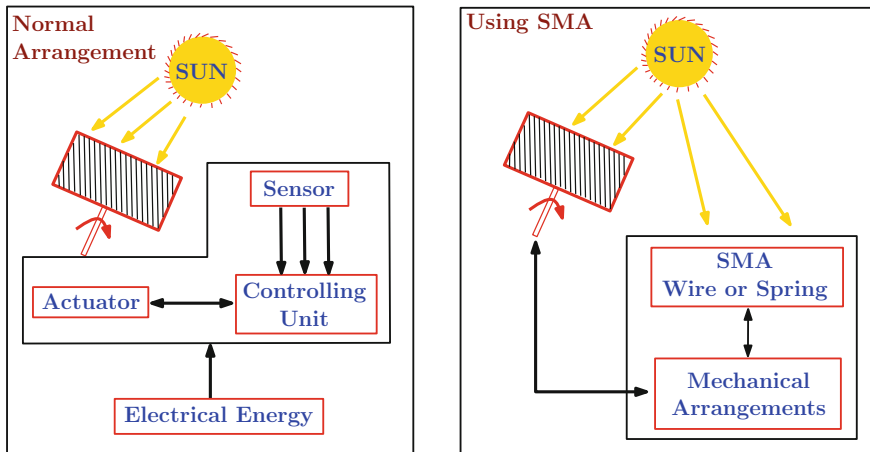 Normal
Arrangement
SUN
Sensor
Actuator
Controlling
Unit
Electrical Energy
Using SMA
SUN
SMA
Wire or Spring
Mechanical
Arrangements